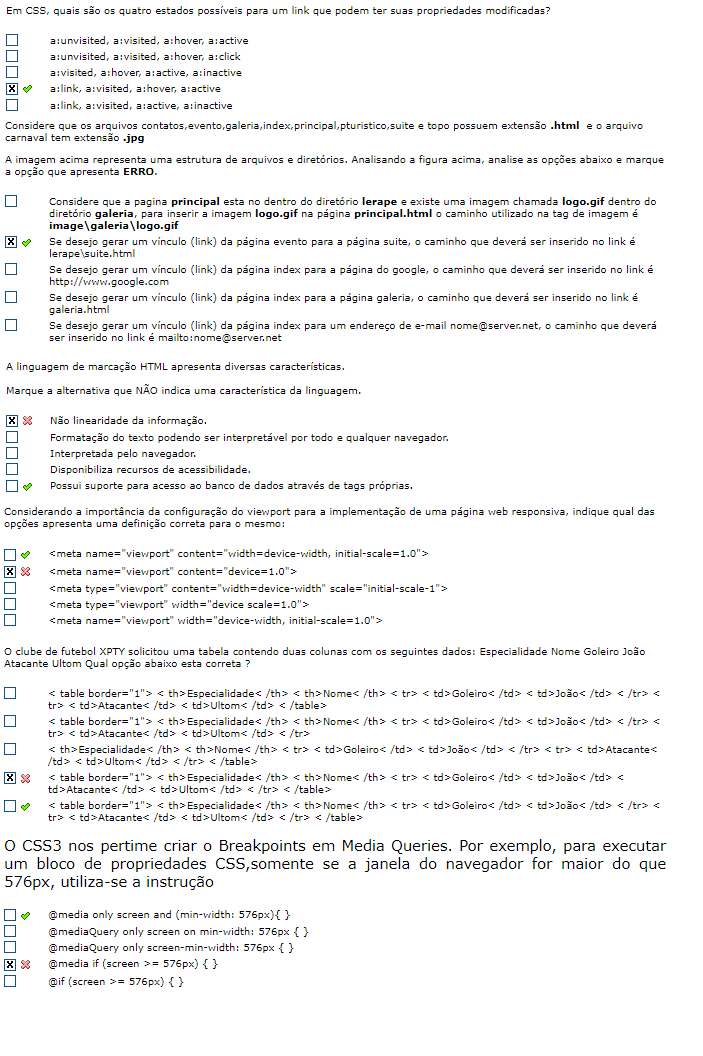 Em CSS, quais são os quatro estados possíveis para um link que podem ter suas propriedades modificadas?
a:unvisited, a:visited, a:hover, a:active
a:unvisited, a:visited, a:hover, a:click
a:visited, a:hover, a:active, a:inactive
a:link, a:visited, a:hover, a:active
a:link, a:visited, a:active, a:inactive
Considere que os arquivos contatos,evento,galeria,index,principal,pturistico,suite e topo possuem extensão .html e o arquivo
carnaval tem extensão .jpg
A imagem acima representa uma estrutura de arquivos e diretórios. Analisando a figura acima, analise as opções abaixo e marque
a opção que apresenta ERRO.
Considere que a pagina principal esta no dentro do diretório lerape e existe uma imagem chamada logo.gif dentro do
diretório galeria, para inserir a imagem logo.gif na página principal.html o caminho utilizado na tag de imagem é
image\galeria\logo.gif
Se desejo gerar um vínculo (link) da página evento para a página suite, o caminho que deverá ser inserido no link é
lerape\suite.html
Se desejo gerar um vínculo (link) da página index para a página do google, o caminho que deverá ser inserido no link é
http://www.google.com
Se desejo gerar um vínculo (link) da página index para a página galeria, o caminho que deverá ser inserido no link é
galeria.html
Se desejo gerar um vínculo (link) da página index para um endereço de e-mail nome@server.net, o caminho que deverá
ser inserido no link é mailto:nome@server.net
A linguagem de marcação HTML apresenta diversas características.
Marque a alternativa que NÃO indica uma característica da linguagem.
Não linearidade da informação.
Formatação do texto podendo ser interpretável por todo e qualquer navegador.
Interpretada pelo navegador.
Disponibiliza recursos de acessibilidade.
Possui suporte para acesso ao banco de dados através de tags próprias.
Considerando a importância da configuração do viewport para a implementação de uma página web responsiva, indique qual das
opções apresenta uma definição correta para o mesmo:
<meta name="viewport" content="width=device-width, initial-scale=1.0">
<meta name="viewport" content="device=1.0">
<meta type="viewport" content="width=device-width" scale="initial-scale-1">
<meta type="viewport" width="device scale=1.0">
<meta name="viewport" width="device-width, initial-scale=1.0">
O clube de futebol XPTY solicitou uma tabela contendo duas colunas com os seguintes dados: Especialidade Nome Goleiro João
Atacante Ultom Qual opção abaixo esta correta ?
< table border="1"> < th>Especialidade< /th> < th>Nome< /th> < tr> < td>Goleiro< /td> < td>João< /td> < /tr> <
tr> < td>Atacante< /td> < td>Ultom< /td> < /table>
< table border="1"> < th>Especialidade< /th> < th>Nome< /th> < tr> < td>Goleiro< /td> < td>João< /td> < /tr> <
tr> < td>Atacante< /td> < td>Ultom< /td> < /tr>
< th>Especialidade< /th> < th>Nome< /th> < tr> < td>Goleiro< /td> < td>João< /td> < /tr> < tr> < td>Atacante<
/td> < td>Ultom< /td> < /tr> < /table>
< table border="1"> < th>Especialidade< /th> < th>Nome< /th> < tr> < td>Goleiro< /td> < td>João< /td> <
td>Atacante< /td> < td>Ultom< /td> < /tr> < /table>
< table border="1"> < th>Especialidade< /th> < th>Nome< /th> < tr> < td>Goleiro< /td> < td>João< /td> < /tr> <
tr> < td>Atacante< /td> < td>Ultom< /td> < /tr> < /table>
O CSS3 nos pertime criar o Breakpoints em Media Queries. Por exemplo, para executar
um bloco de propriedades CSS,somente se a janela do navegador for maior do que
576px, utiliza-se a instrução
@media only screen and (min-width: 576px){ }
@mediaQuery only screen on min-width: 576px { }
@mediaQuery only screen-min-width: 576px { }
@media if (screen >= 576px) { }
@if (screen >= 576px) { }